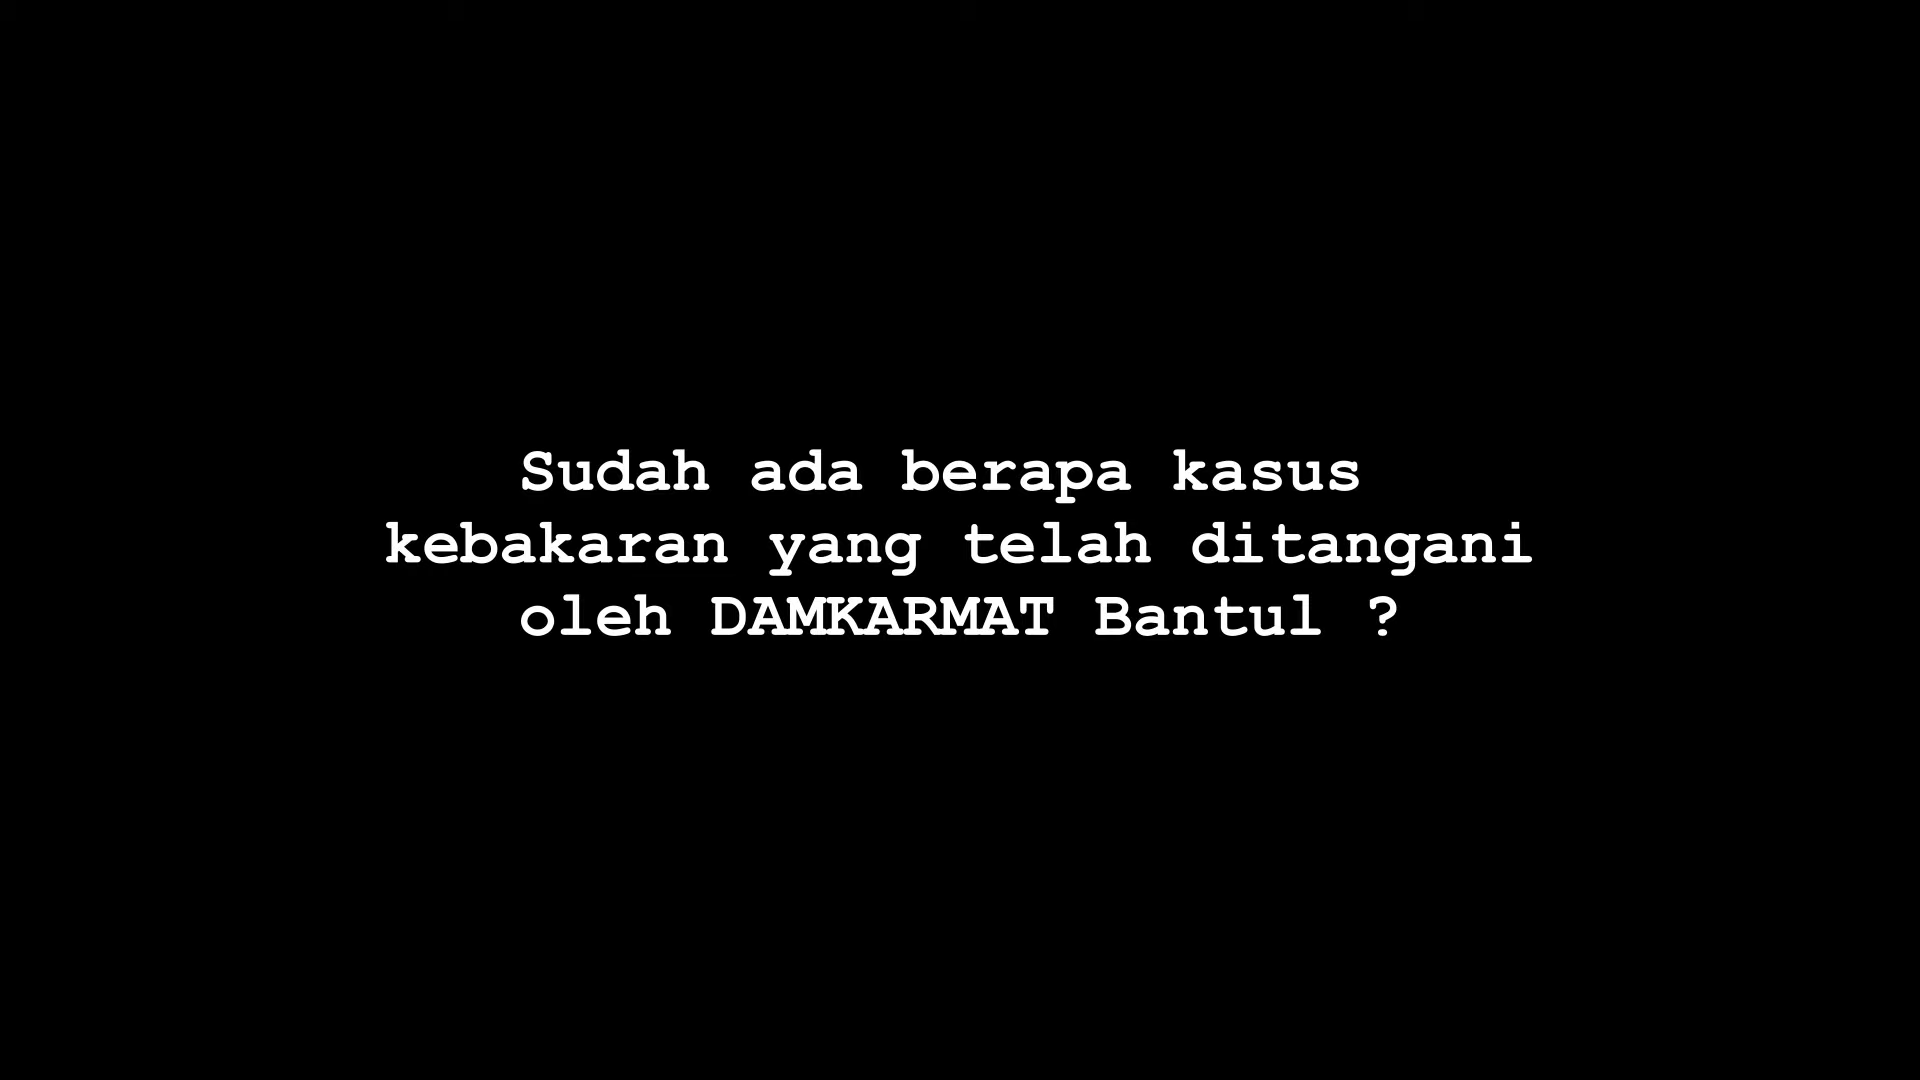 Sudah ada berapa kasus
kebakaran yang telah ditangani
oleh DAMKARMAT Bantul ?